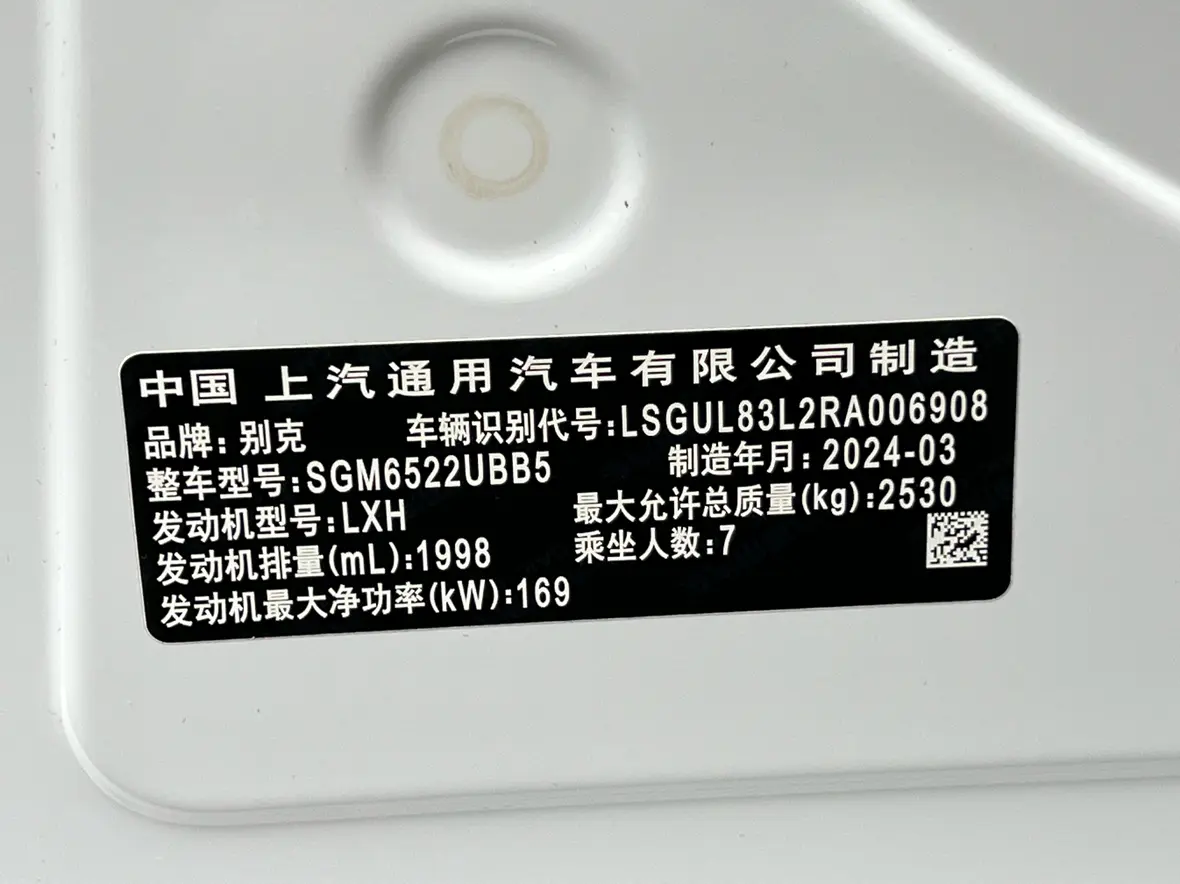 中国 上汽通用汽车有限公司制造
品牌:别克 车辆识别代号:LSGUL83L2RA006908
整车型号:SGM6522UBB5 制造年月:2024-03
发动机型号:LXH 最大允许总质量(kg):2530
发动机排量(mL):1998 乘坐人数:7
发动机最大净功率(kW):169